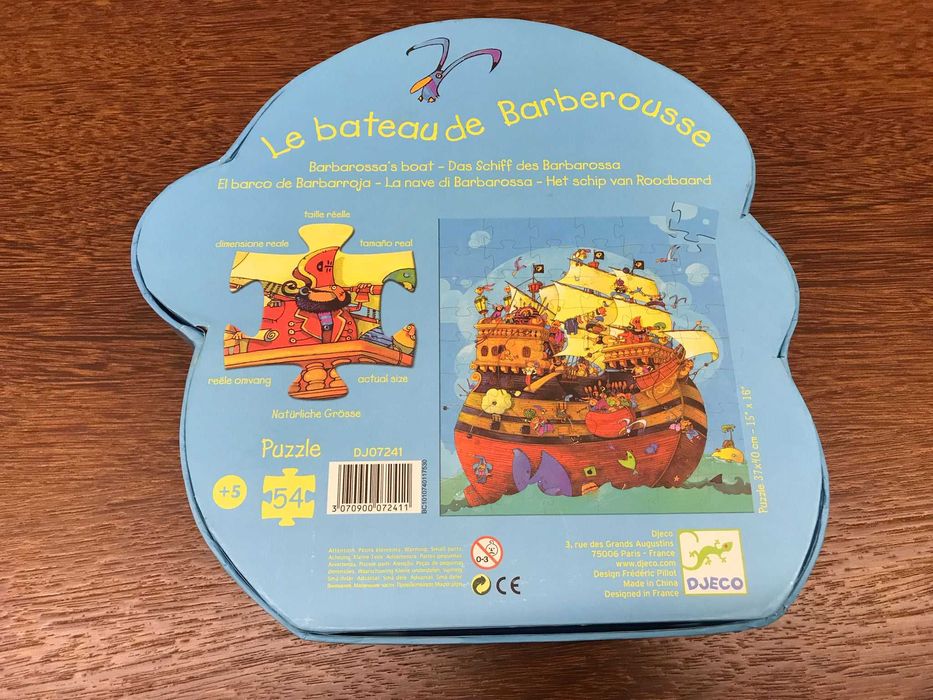 Le bateau de Barberousse
Barbarossa's boat - Das Schiff des Barbarossa
El barco de Barbarroja - La nave di Barbarossa - Het schip van Roodbaard
taille réelle
dimensione reale
tamaño real
reële omvang
actual size
Natürliche Grösse
Puzzle
DJ07241
+5
54
3 070900 072411
BC1010740117530
Puzzle 37x40 cm - 15" x 16"
0-3
CE
Djeco
3, rue des Grands Augustins
75006 Paris - France
www.djeco.com
Design Frédéric Pillot
Made in China
Designed in France
DJECO